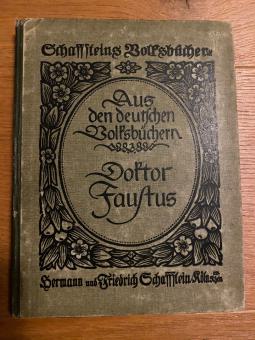 Schaffsteins Volksbücher
Aus
den deutschen
Volksbüchern
Doktor
Faustus
Hermann und Friedrich Schaffstein Köln